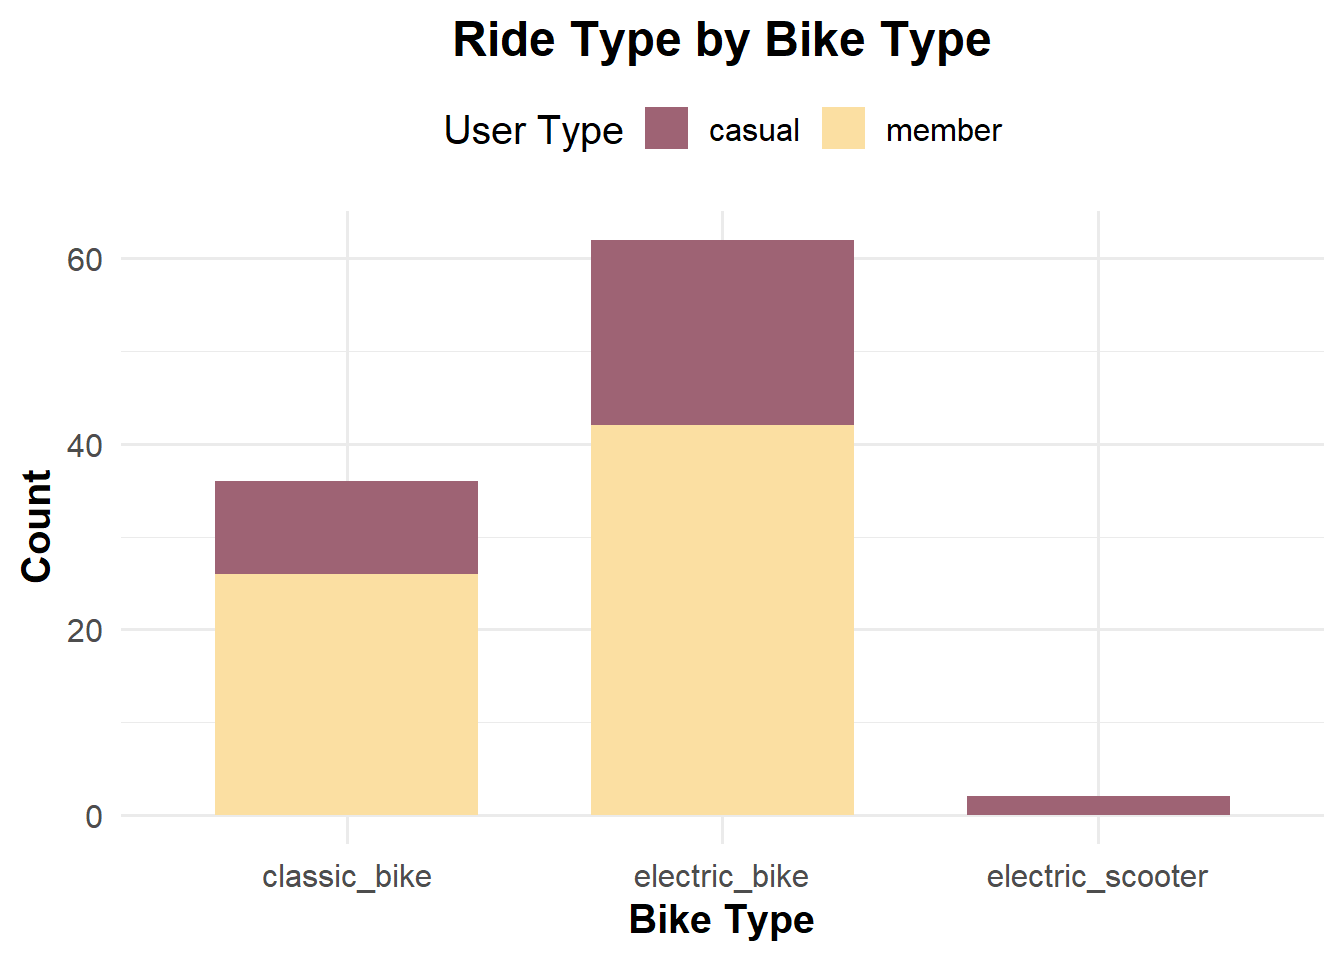 Ride Type by Bike Type
User Type casual member
60
40
20
0
Count
classic_bike electric_bike electric_scooter
Bike Type